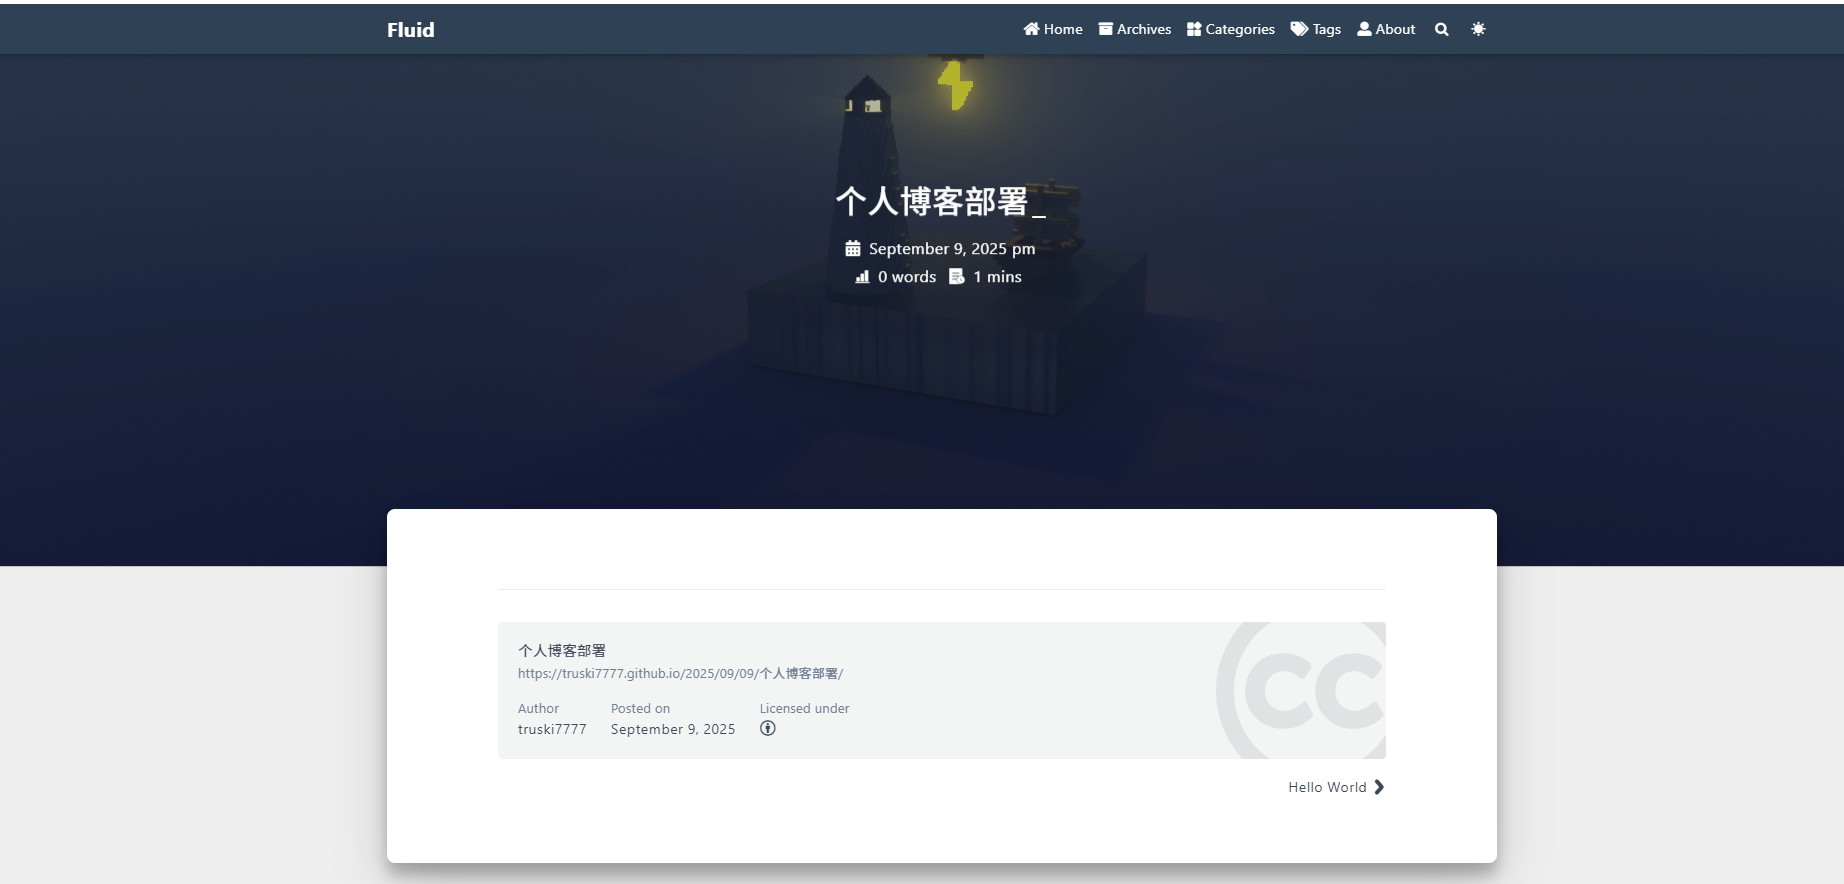 Fluid
Home Archives Categories Tags About
个人博客部署_
September 9, 2025 pm
0 words 1 mins
个人博客部署
https://truski7777.github.io/2025/09/09/个人博客部署/
Author Posted on Licensed under
truski7777 September 9, 2025
Hello World